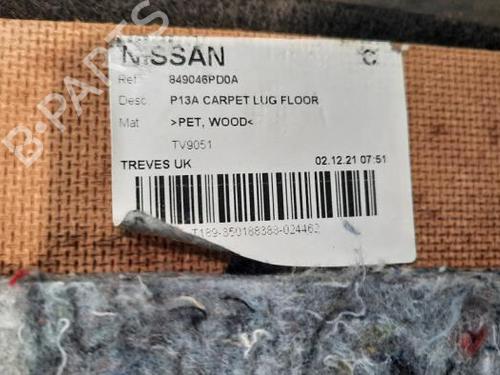 NISSAN C
Ref. 849046PD0A
Desc. P13A CARPET LUG FLOOR
Mat >PET, WOOD<
TV9051
TREVES UK 02.12.21 07:51
T189-850188388-024462
B-PARTS